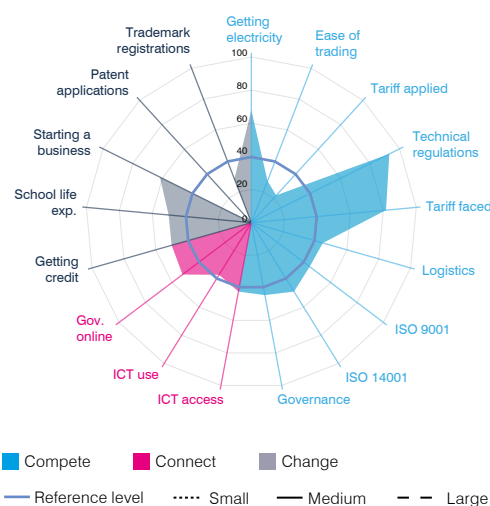 Getting
electricity
Trademark
registrations
Ease of
trading
Patent
applications
Tariff applied
Starting a
business
Technical
regulations
School life
exp.
Tariff faced
Getting
credit
Logistics
Gov.
online
ISO 9001
ICT use
ISO 14001
ICT access
Governance
100
80
60
40
20
0
Compete
Connect
Change
Reference level
Small
Medium
Large